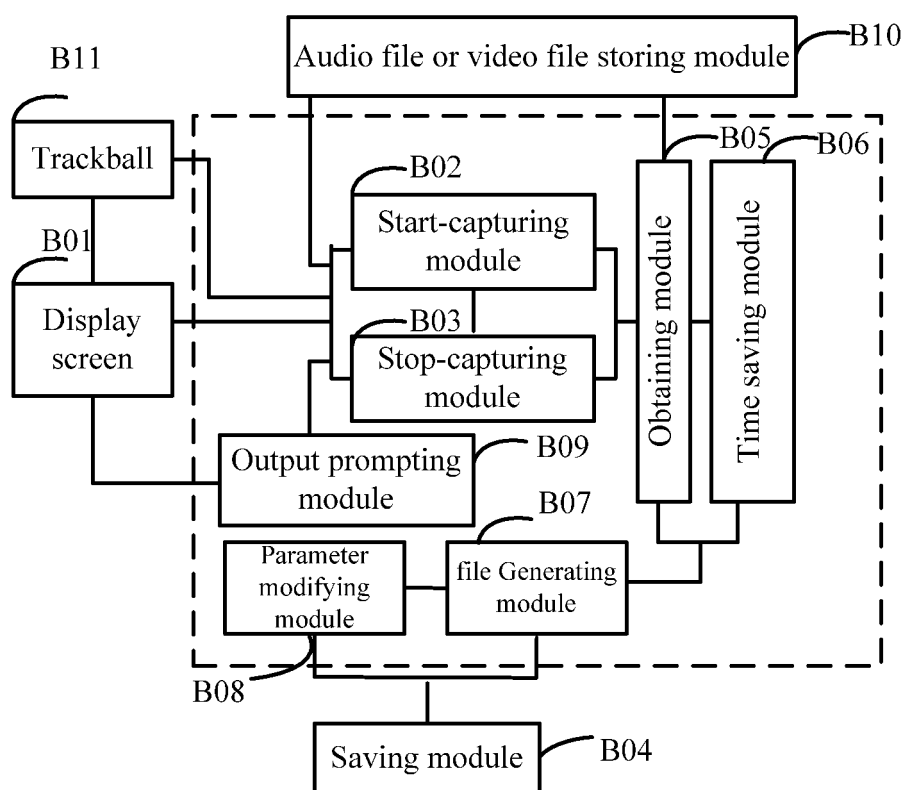 B10
Audio file or video file storing module
B11
Trackball
B05
B06
B02
Start-capturing
module
B01
Display
screen
B03
Stop-capturing
module
Obtaining module
Time saving module
Output prompting
module
B09
B07
Parameter
modifying
module
file Generating
module
B08
Saving module
B04